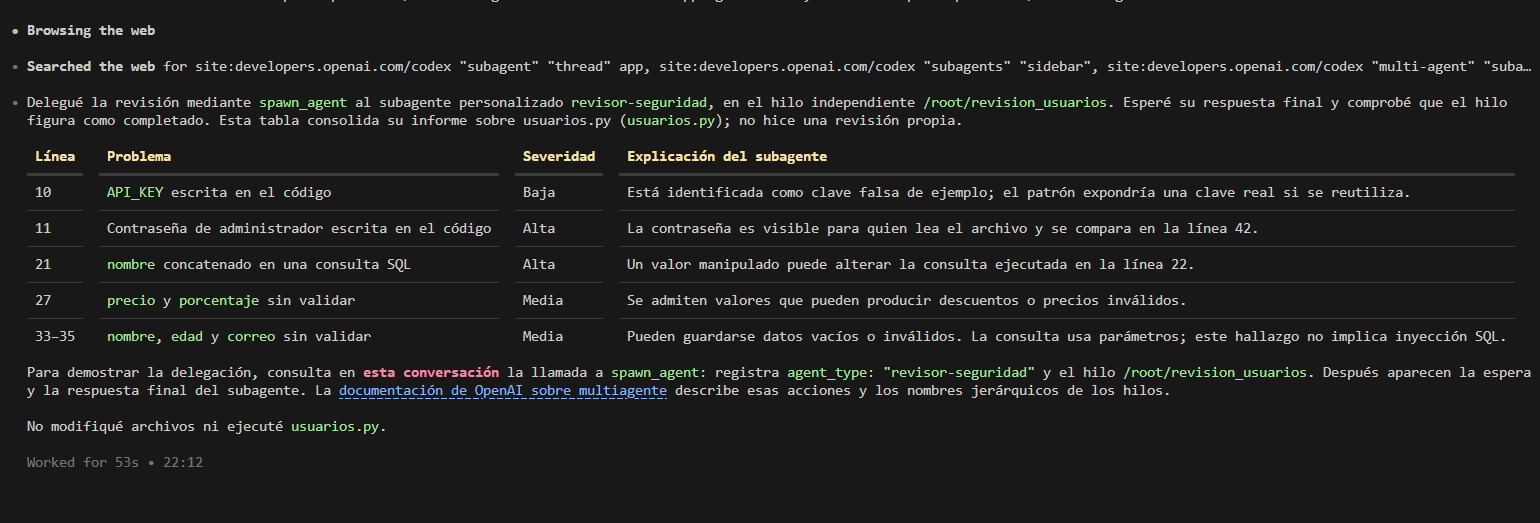 Browsing the web
Searched the web for site:developers.openai.com/codex "subagent" "thread" app, site:developers.openai.com/codex "subagents" "sidebar", site:developers.openai.com/codex "multi-agent" "suba…
Delegué la revisión mediante spawn_agent al subagente personalizado revisor-seguridad, en el hilo independiente /root/revision_usuarios. Esperé su respuesta final y comprobé que el hilo
figura como completado. Esta tabla consolida su informe sobre usuarios.py (usuarios.py); no hice una revisión propia.
Línea Problema Severidad Explicación del subagente
10 API_KEY escrita en el código Baja Está identificada como clave falsa de ejemplo; el patrón expondría una clave real si se reutiliza.
11 Contraseña de administrador escrita en el código Alta La contraseña es visible para quien lea el archivo y se compara en la línea 42.
21 nombre concatenado en una consulta SQL Alta Un valor manipulado puede alterar la consulta ejecutada en la línea 22.
27 precio y porcentaje sin validar Media Se admiten valores que pueden producir descuentos o precios inválidos.
33–35 nombre, edad y correo sin validar Media Pueden guardarse datos vacíos o inválidos. La consulta usa parámetros; este hallazgo no implica inyección SQL.
Para demostrar la delegación, consulta en esta conversación la llamada a spawn_agent: registra agent_type: "revisor-seguridad" y el hilo /root/revision_usuarios. Después aparecen la espera
y la respuesta final del subagente. La documentación de OpenAI sobre multiagente describe esas acciones y los nombres jerárquicos de los hilos.
No modifiqué archivos ni ejecuté usuarios.py.
Worked for 53s • 22:12